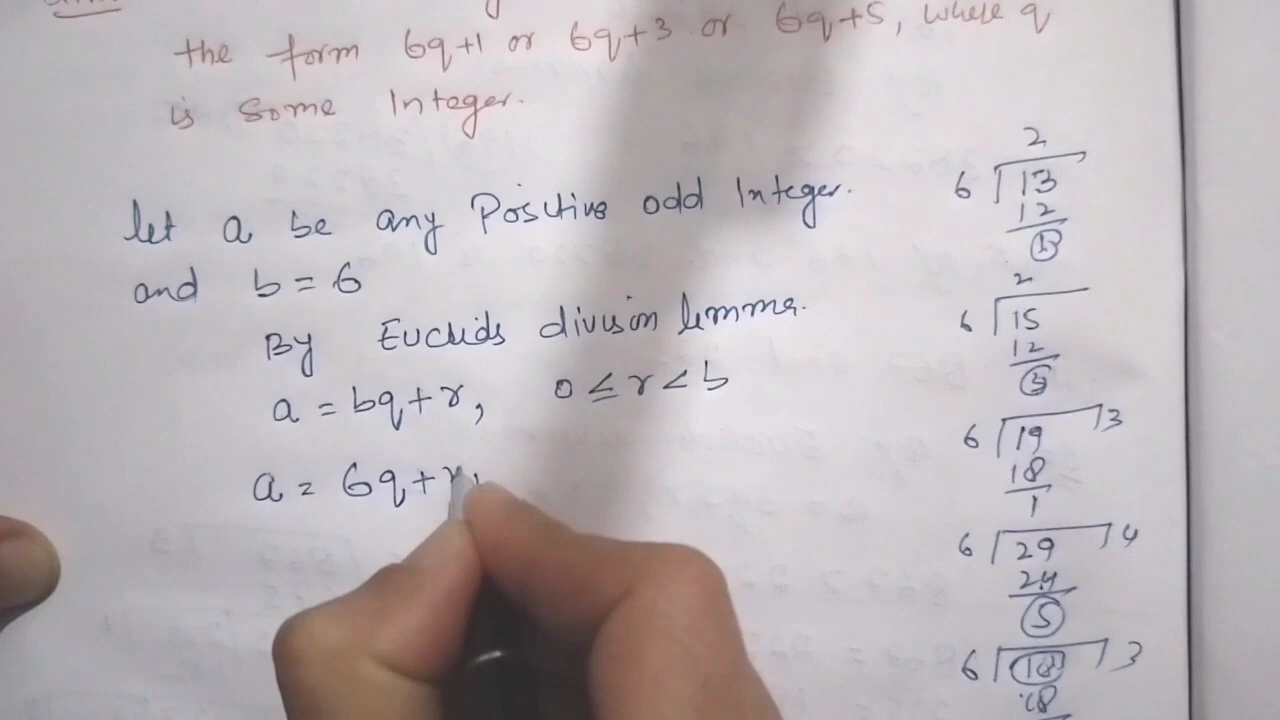 the form 6q+1 or 6q+3 or 6q+5, where q
is some Integer.
let a be any Positive odd Integer.
and b = 6
By Euclids division lemma.
a = bq + r, 0 ≤ r < b
a = 6q + r,
2
6 13
12
2
6 15
12
3
6 19 3
18
1
6 29 4
24
5
6 18 3
18